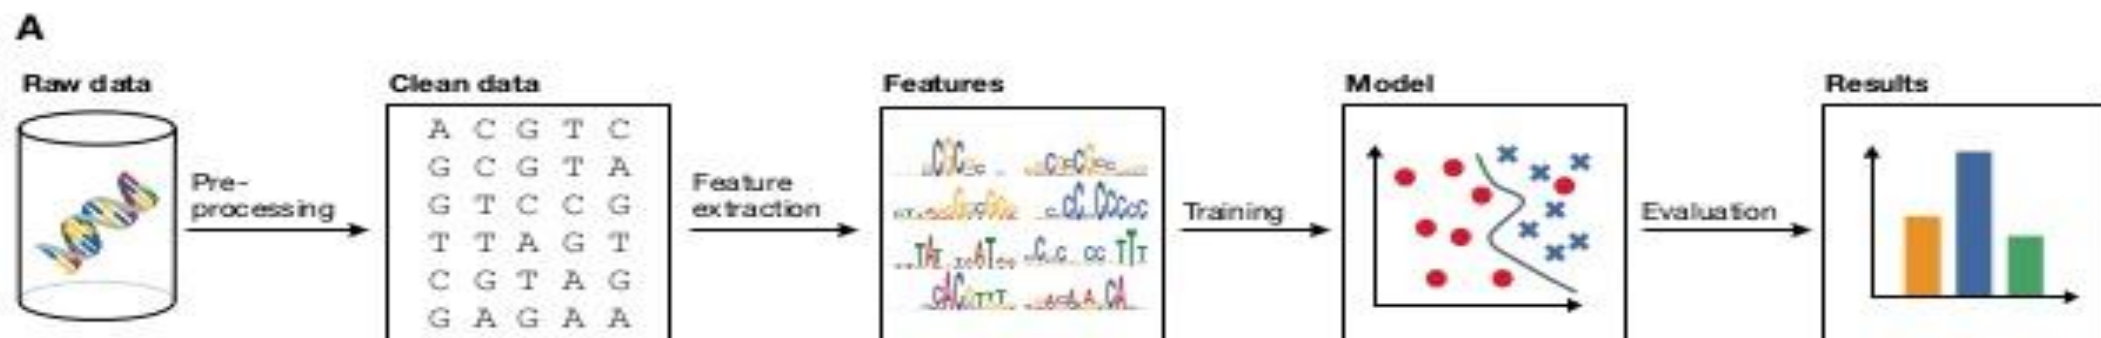 A
Raw data
Clean data
Features
Model
Results
Pre-
processing
A C G T C
G C G T A
G T C C G
T T A G T
C G T A G
G A G A A
Feature
extraction
Training
Evaluation